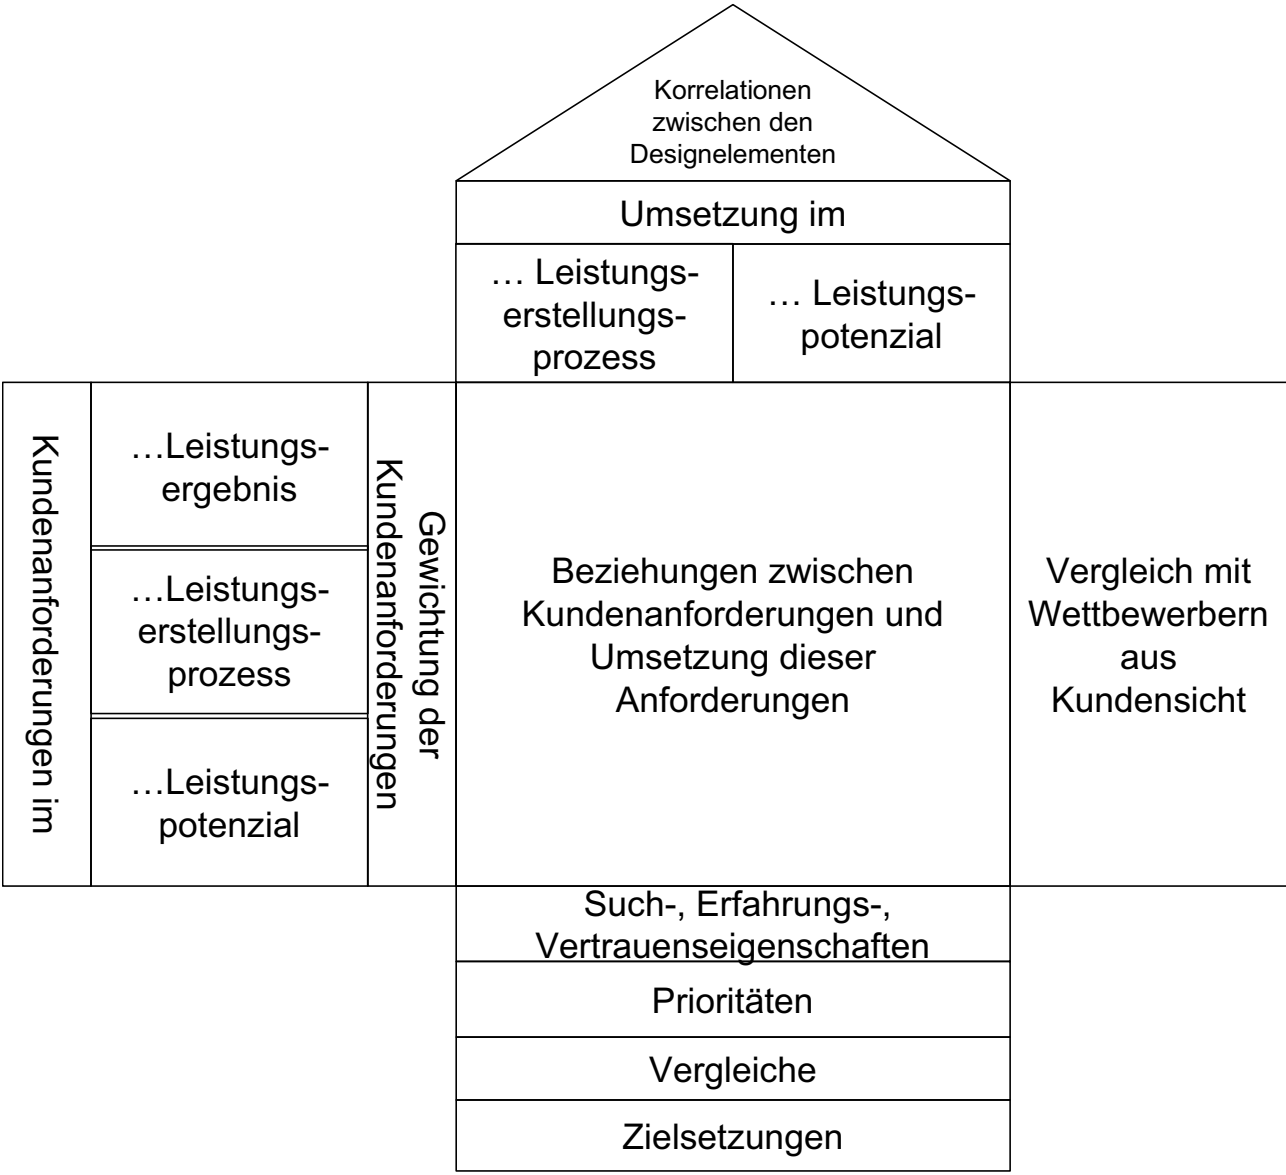 Korrelationen
zwischen den
Designelementen
Umsetzung im
… Leistungs-
erstellungs-
prozess
… Leistungs-
potenzial
Kundenanforderungen im
…Leistungs-
ergebnis
…Leistungs-
erstellungs-
prozess
…Leistungs-
potenzial
Gewichtung der
Kundenanforderungen
Beziehungen zwischen
Kundenanforderungen und
Umsetzung dieser
Anforderungen
Vergleich mit
Wettbewerbern
aus
Kundensicht
Such-, Erfahrungs-,
Vertrauenseigenschaften
Prioritäten
Vergleiche
Zielsetzungen